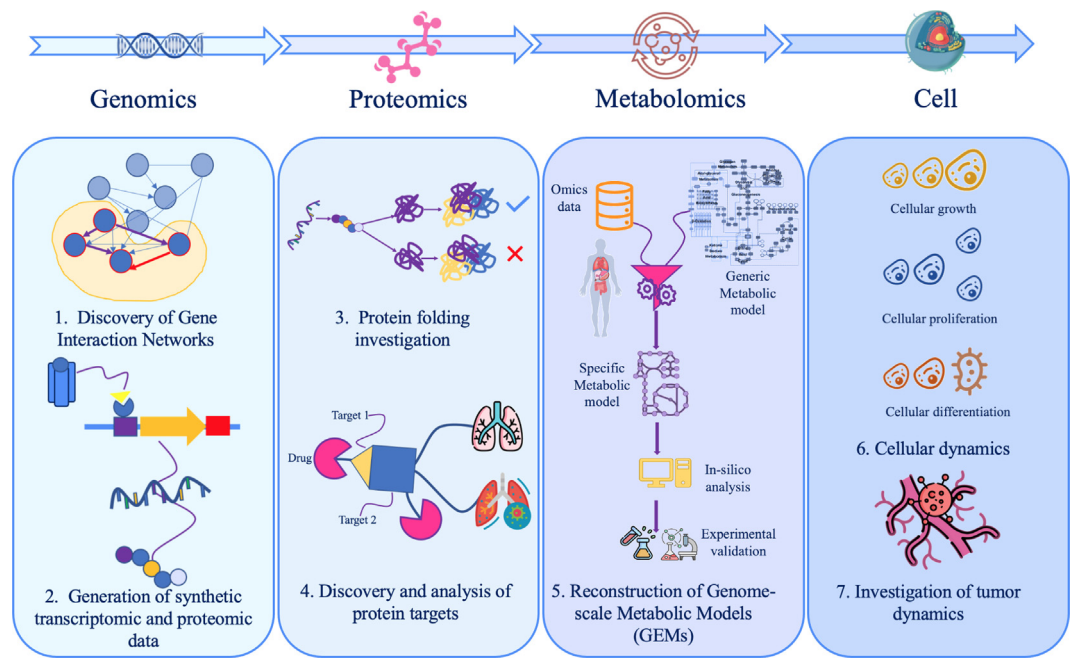 Genomics
Proteomics
Metabolomics
Cell
1. Discovery of Gene
Interaction Networks
2. Generation of synthetic
transcriptomic and proteomic
data
3. Protein folding
investigation
Target 1
Drug
Target 2
4. Discovery and analysis of
protein targets
Omics
data
Generic
Metabolic
model
Specific
Metabolic
model
In-silico
analysis
Experimental
validation
5. Reconstruction of Genome-
scale Metabolic Models
(GEMs)
Cellular growth
Cellular proliferation
Cellular differentiation
6. Cellular dynamics
7. Investigation of tumor
dynamics